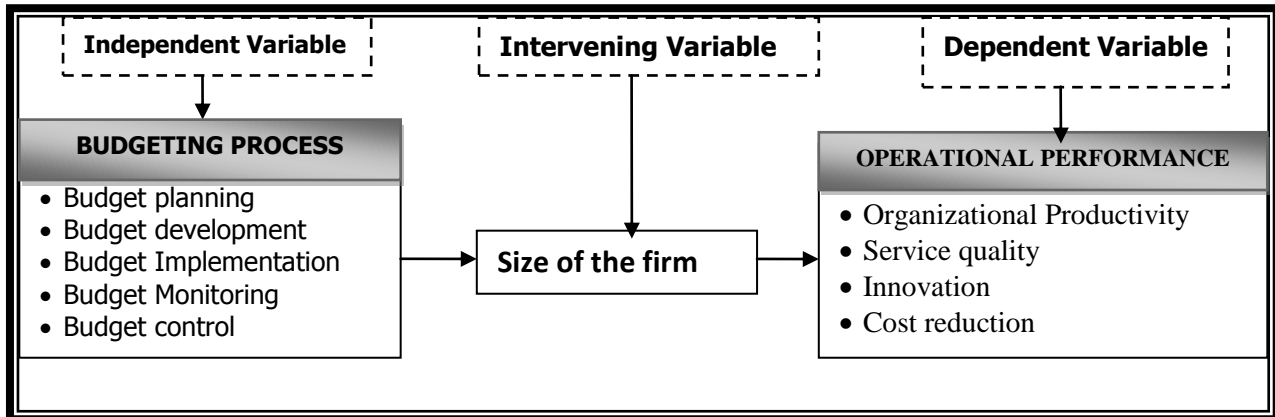 Independent Variable
Intervening Variable
Dependent Variable
BUDGETING PROCESS
• Budget planning
• Budget development
• Budget Implementation
• Budget Monitoring
• Budget control
Size of the firm
OPERATIONAL PERFORMANCE
• Organizational Productivity
• Service quality
• Innovation
• Cost reduction